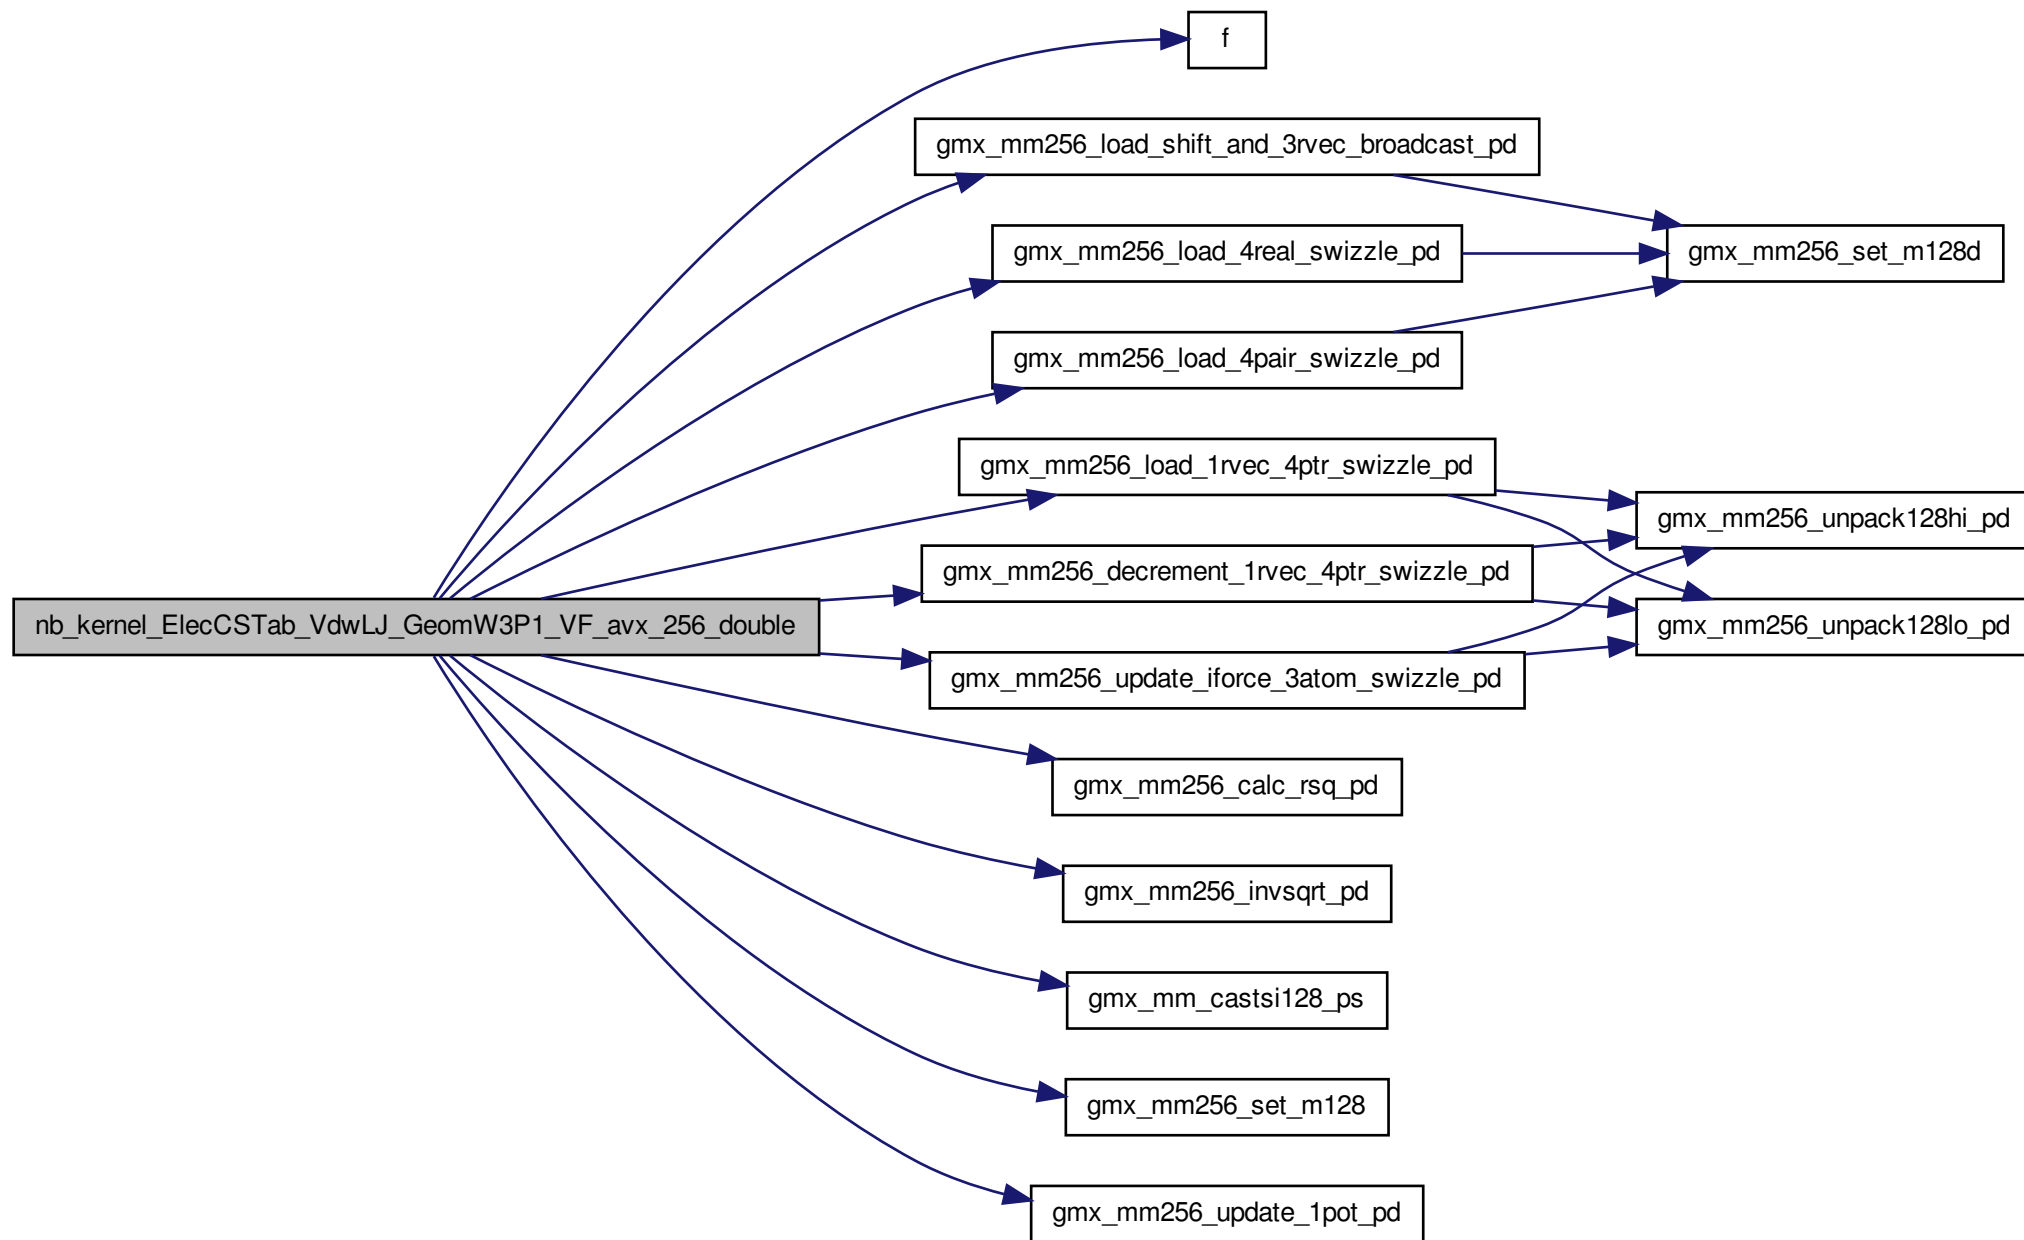 f
gmx_mm256_load_shift_and_3rvec_broadcast_pd
gmx_mm256_load_4real_swizzle_pd
gmx_mm256_set_m128d
gmx_mm256_load_4pair_swizzle_pd
gmx_mm256_load_1rvec_4ptr_swizzle_pd
gmx_mm256_unpack128hi_pd
gmx_mm256_decrement_1rvec_4ptr_swizzle_pd
nb_kernel_ElecCSTab_VdwLJ_GeomW3P1_VF_avx_256_double
gmx_mm256_unpack128lo_pd
gmx_mm256_update_iforce_3atom_swizzle_pd
gmx_mm256_calc_rsq_pd
gmx_mm256_invsqrt_pd
gmx_mm_castsi128_ps
gmx_mm256_set_m128
gmx_mm256_update_1pot_pd